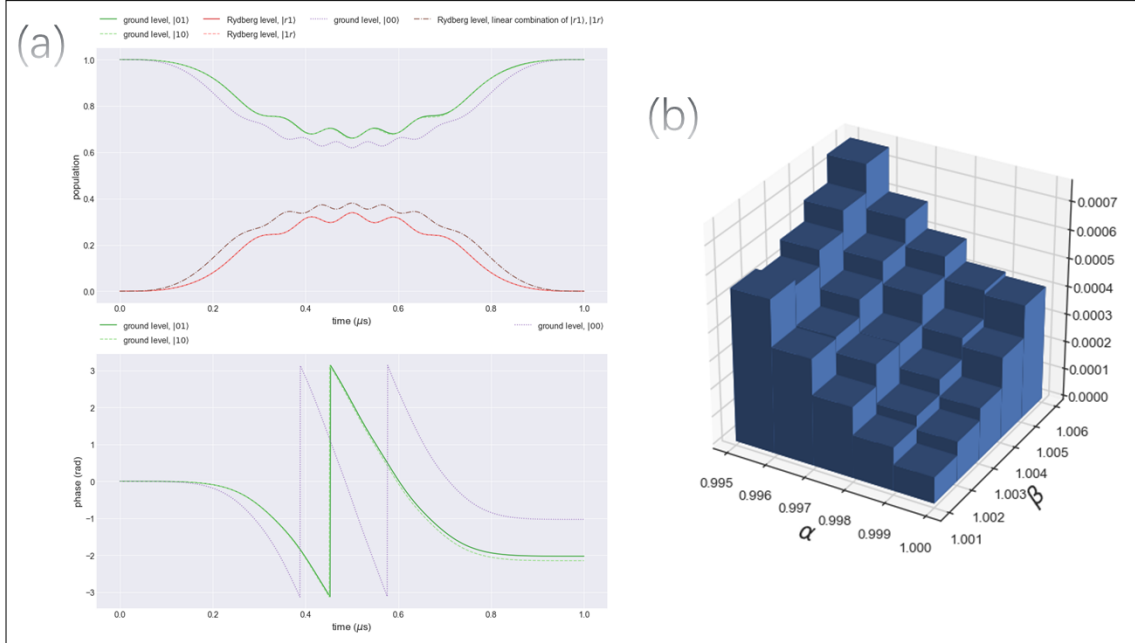 (a)
ground level, |01⟩ Rydberg level, |r1⟩ ground level, |00⟩ Rydberg level, linear combination of |r1⟩, |1r⟩
ground level, |10⟩ Rydberg level, |1r⟩
1.0
0.8
0.6
0.4
0.2
0.0
population
0.0 0.2 0.4 0.6 0.8 1.0
time (μs)
ground level, |01⟩ ground level, |00⟩
ground level, |10⟩
3
2
1
0
−1
−2
−3
phase (rad)
0.0 0.2 0.4 0.6 0.8 1.0
time (μs)
(b)
0.0007
0.0006
0.0005
0.0004
0.0003
0.0002
0.0001
0.0000
0.995
0.996
0.997
0.998
0.999
1.000
α
1.001
1.002
1.003
1.004
1.005
1.006
β